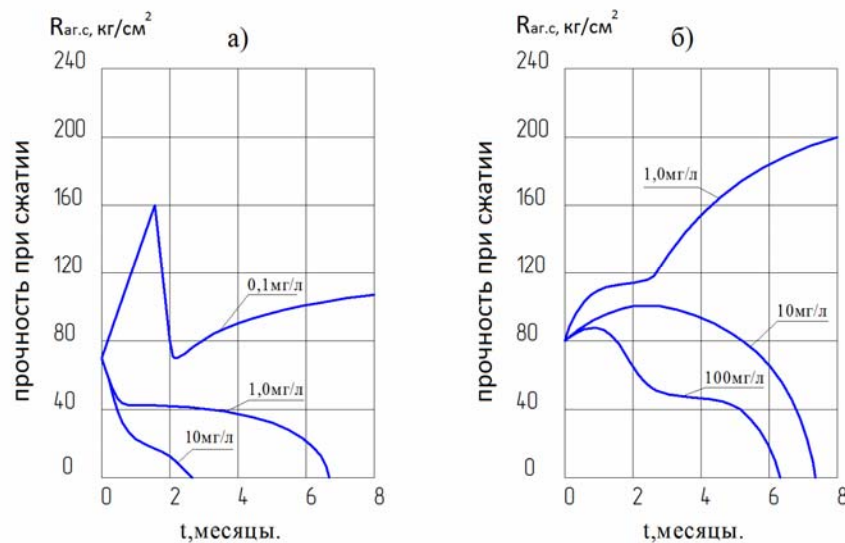 Rаг.с, кг/см²
а)
прочность при сжатии
240
200
160
120
80
40
0
0,1мг/л
1,0мг/л
10мг/л
0 2 4 6 8
t,месяцы.
Rаг.с, кг/см²
б)
прочность при сжатии
240
200
160
120
80
40
0
1,0мг/л
10мг/л
100мг/л
0 2 4 6 8
t,месяцы.